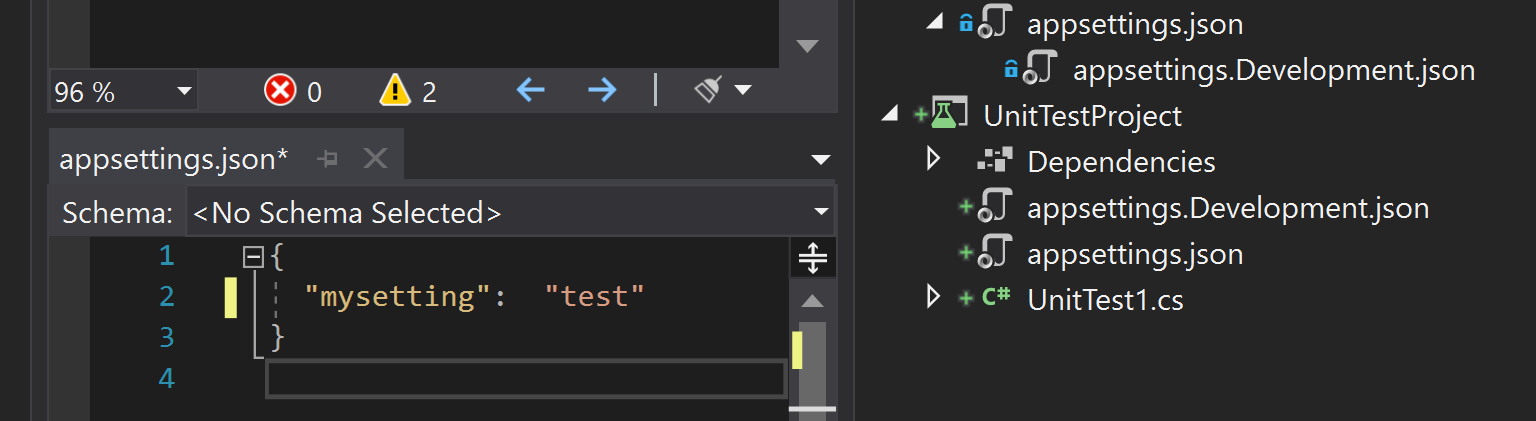 96 %
0
2
appsettings.json*
Schema: <No Schema Selected>
1 {
2 "mysetting":  "test"
3 }
4
appsettings.json
appsettings.Development.json
UnitTestProject
Dependencies
appsettings.Development.json
appsettings.json
C# UnitTest1.cs